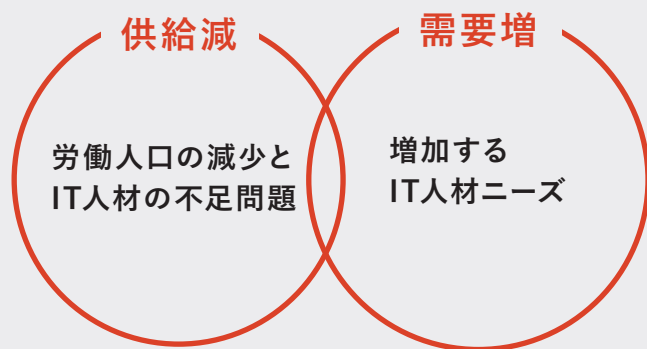 供給減
労働人口の減少と
IT人材の不足問題
需要増
増加する
IT人材ニーズ